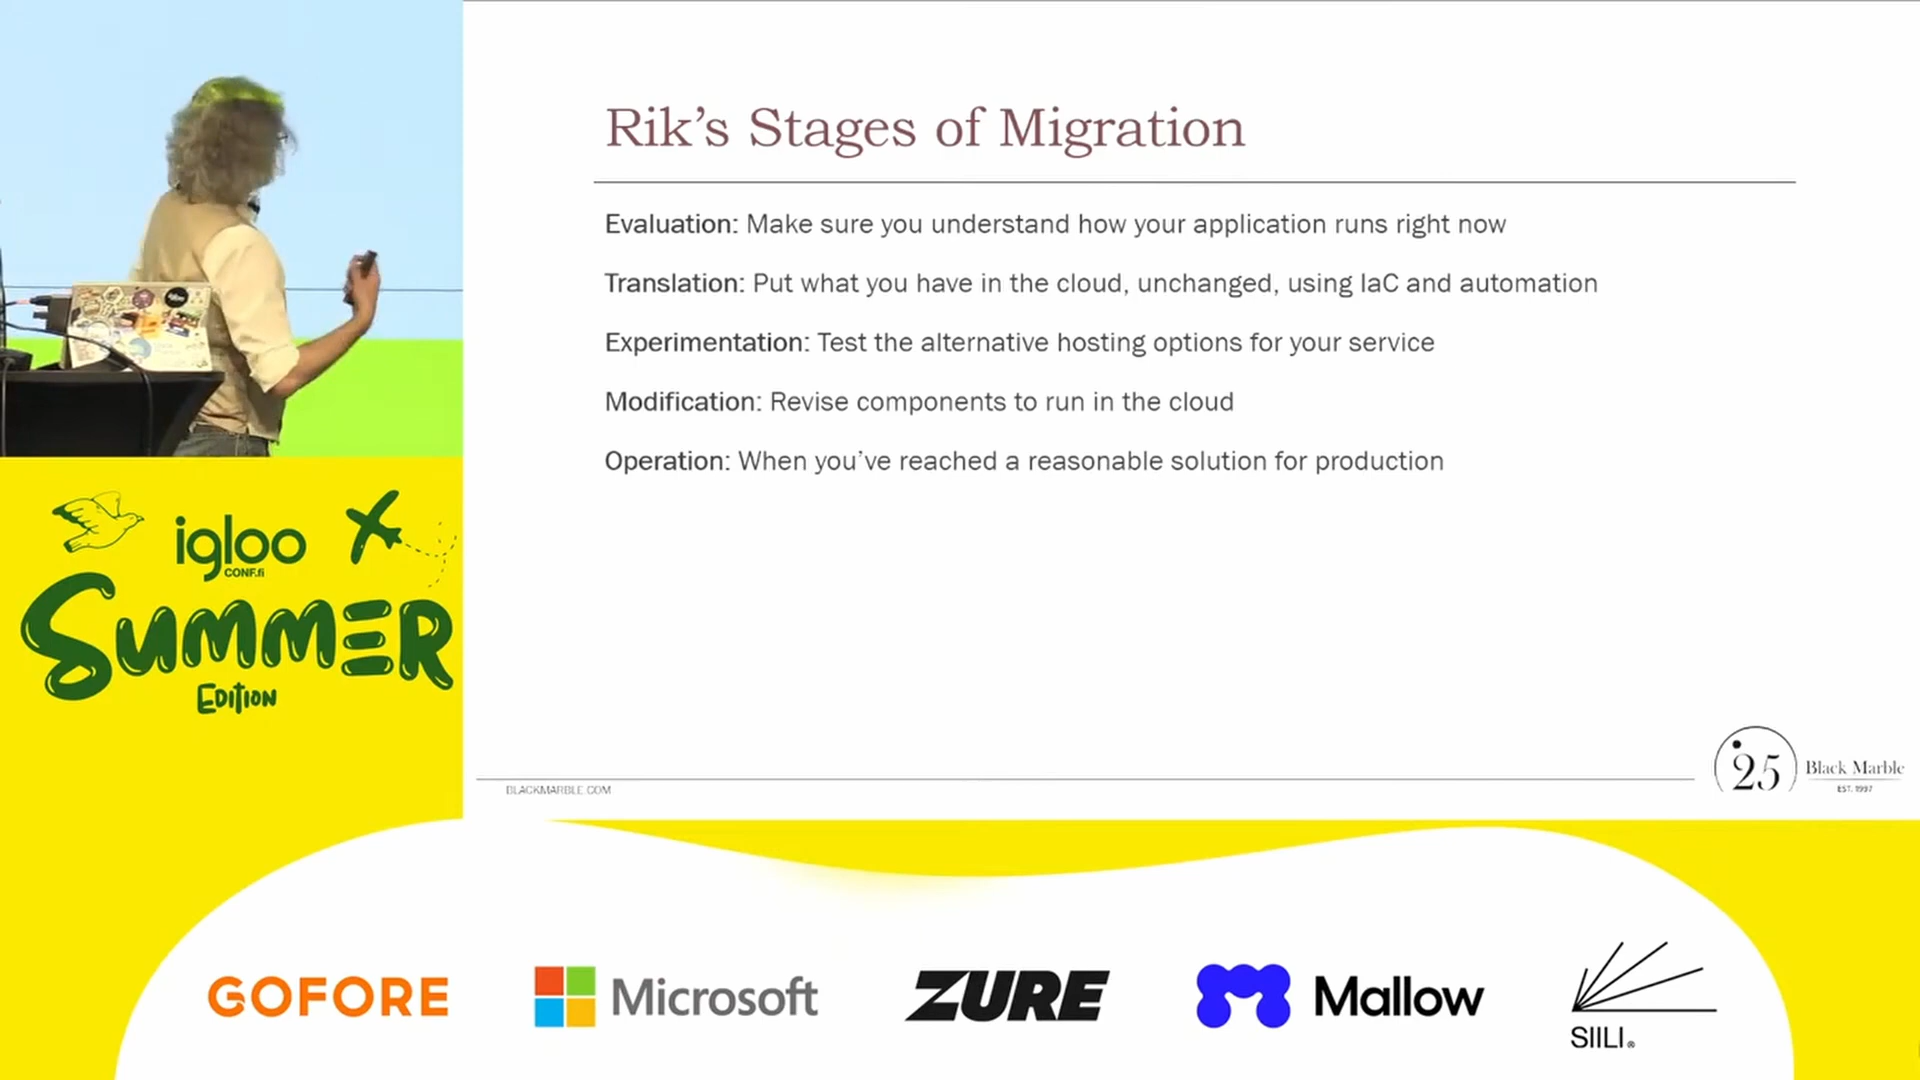 Rik’s Stages of Migration
Evaluation: Make sure you understand how your application runs right now
Translation: Put what you have in the cloud, unchanged, using IaC and automation
Experimentation: Test the alternative hosting options for your service
Modification: Revise components to run in the cloud
Operation: When you’ve reached a reasonable solution for production
BLACKMARBLE.COM
25
Black Marble
EST. 1997
igloo
CONF.fi
SUMMER
EDITION
GOFORE
Microsoft
ZURE
Mallow
SIILI®